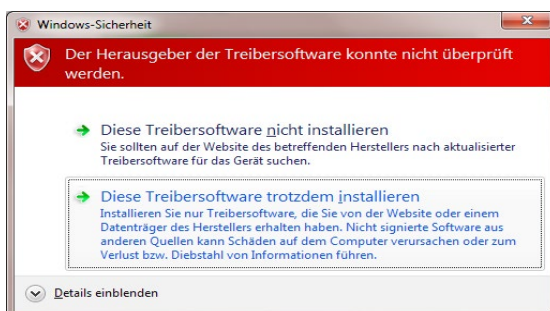 Windows-Sicherheit
Der Herausgeber der Treibersoftware konnte nicht überprüft
werden.
Diese Treibersoftware nicht installieren
Sie sollten auf der Website des betreffenden Herstellers nach aktualisierter
Treibersoftware für das Gerät suchen.
Diese Treibersoftware trotzdem installieren
Installieren Sie nur Treibersoftware, die Sie von der Website oder einem
Datenträger des Herstellers erhalten haben. Nicht signierte Software aus
anderen Quellen kann Schäden auf dem Computer verursachen oder zum
Verlust bzw. Diebstahl von Informationen führen.
Details einblenden